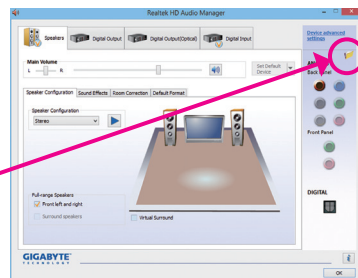 Realtek HD Audio Manager
Speakers
Digital Output
Digital Output(Optical)
Digital Input
Device advanced settings
Main Volume
L
R
Set Default Device
Speaker Configuration
Sound Effects
Room Correction
Default Format
Speaker Configuration
Stereo
Full-range Speakers
Front left and right
Surround speakers
Virtual Surround
Back Panel
Front Panel
DIGITAL
GIGABYTE
TECHNOLOGY
i
OK